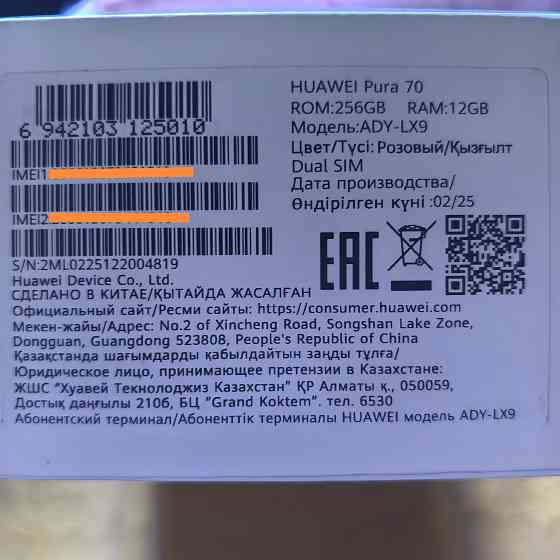 HUAWEI Pura 70
ROM:256GB RAM:12GB
Модель:ADY-LX9
Цвет/Түсі: Розовый/Қызғылт
Dual SIM
Дата производства/
Өндірілген күні :02/25
6 942103 125010
IMEI1
IMEI2
S/N:2ML0225122004819
EAC
Huawei Device Co., Ltd.
СДЕЛАНО В КИТАЕ/ҚЫТАЙДА ЖАСАЛҒАН
Официальный сайт/Ресми сайты: https://consumer.huawei.com
Мекен-жайы/Адрес: No.2 of Xincheng Road, Songshan Lake Zone,
Dongguan, Guangdong 523808, People's Republic of China
Қазақстанда шағымдарды қабылдайтын заңды тұлға/
Юридическое лицо, принимающее претензии в Казахстане:
ЖШС "Хуавей Текнолоджиз Казахстан" ҚР Алматы қ., 050059,
Достық даңғылы 210б, БЦ "Grand Koktem". тел. 6530
Абонентский терминал/Абоненттік терминалы HUAWEI модель ADY-LX9